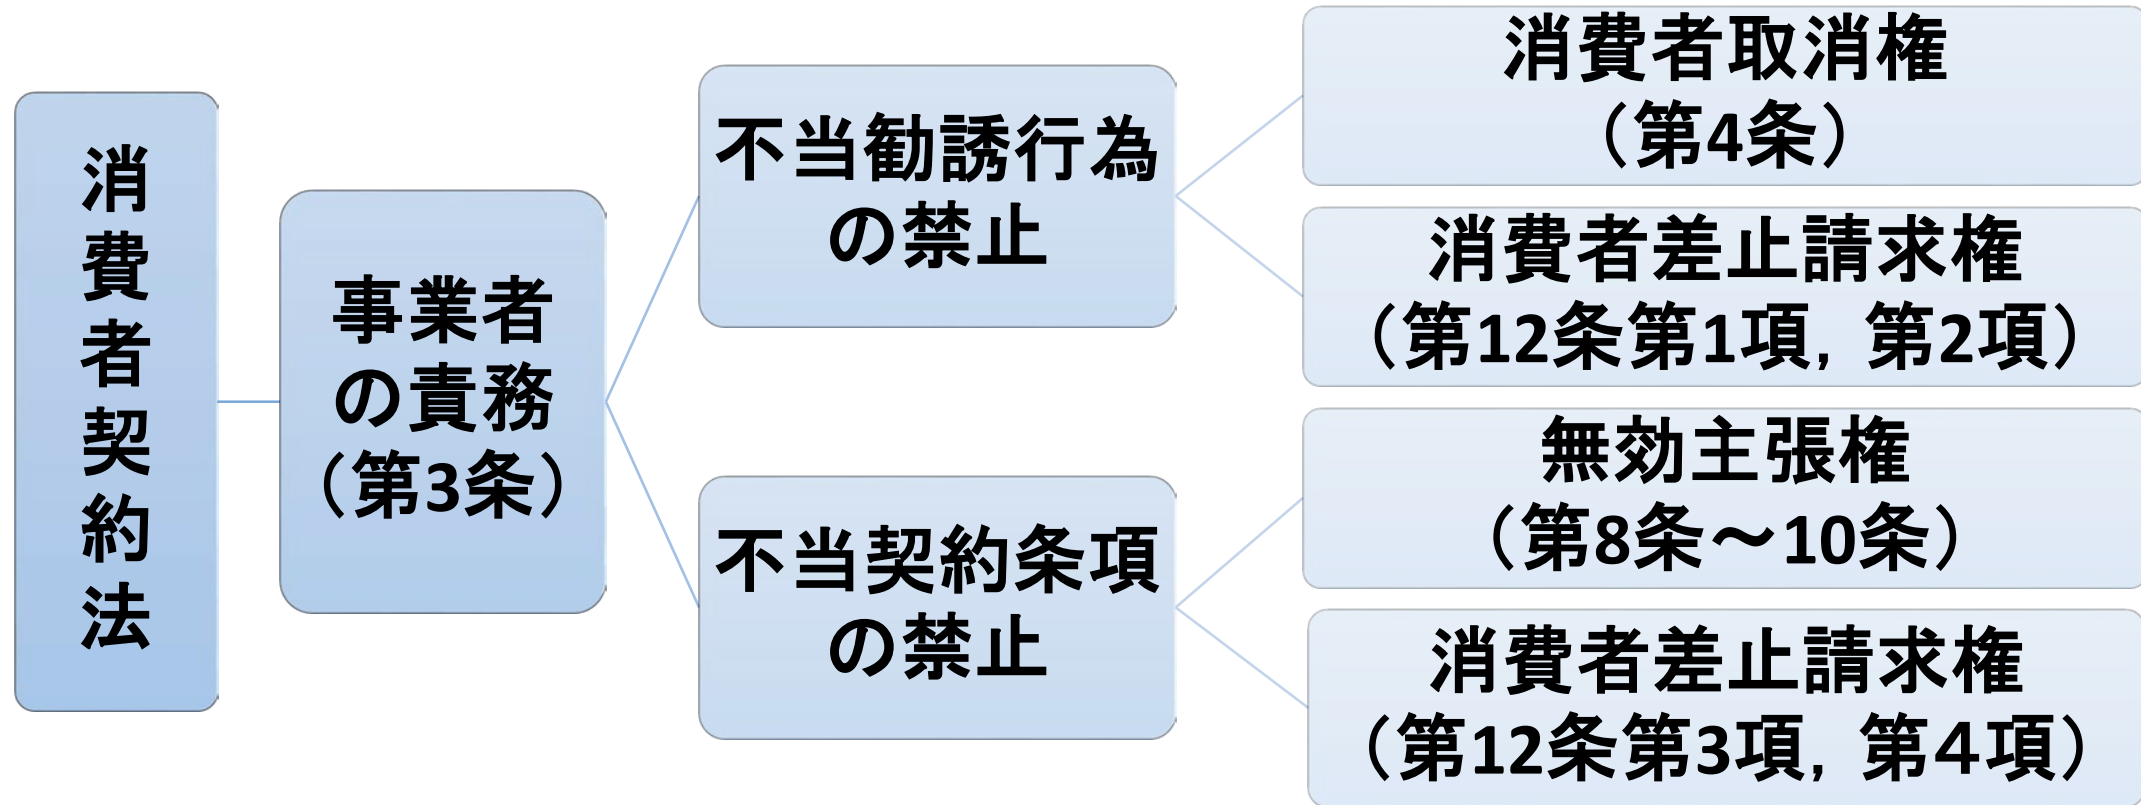 消費者契約法
事業者
の責務
（第3条）
不当勧誘行為
の禁止
消費者取消権
（第4条）
消費者差止請求権
（第12条第1項，第2項）
不当契約条項
の禁止
無効主張権
（第8条～10条）
消費者差止請求権
（第12条第3項，第４項）